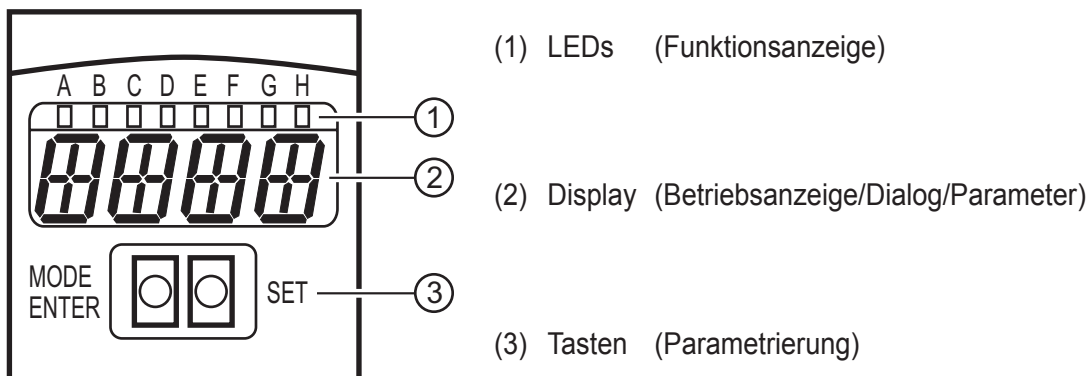 A B C D E F G H
1
2
MODE
ENTER
SET
3
(1) LEDs (Funktionsanzeige)
(2) Display (Betriebsanzeige/Dialog/Parameter)
(3) Tasten (Parametrierung)